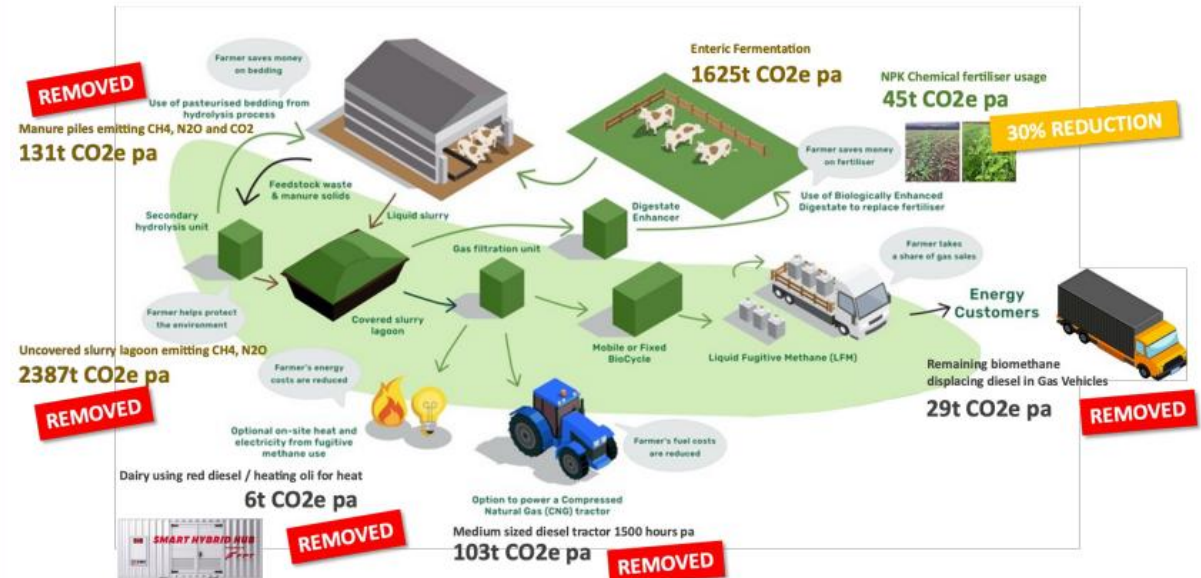 Farmer saves money
on bedding
REMOVED
Use of pasteurised bedding from
hydrolysis process
Manure piles emitting CH4, N2O and CO2
131t CO2e pa
Enteric Fermentation
1625t CO2e pa
NPK Chemical fertiliser usage
45t CO2e pa
30% REDUCTION
Farmer saves money
on fertiliser
Use of Biologically Enhanced
Digestate to replace fertiliser
Feedstock waste
& manure solids
Liquid slurry
Secondary
hydrolysis unit
Digestate
Enhancer
Gas filtration unit
Farmer takes
a share of gas sales
Farmer helps protect
the environment
Covered slurry
lagoon
Mobile or Fixed
BioCycle
Liquid Fugitive Methane (LFM)
Energy
Customers
Uncovered slurry lagoon emitting CH4, N2O
2387t CO2e pa
REMOVED
Farmer's energy
costs are reduced
Remaining biomethane
displacing diesel in Gas Vehicles
29t CO2e pa
REMOVED
Optional on-site heat and
electricity from fugitive
methane use
Farmer's fuel costs
are reduced
Dairy using red diesel / heating oli for heat
6t CO2e pa
REMOVED
Option to power a Compressed
Natural Gas (CNG) tractor
Medium sized diesel tractor 1500 hours pa
103t CO2e pa
REMOVED
SMART HYBRID HUB
FPT